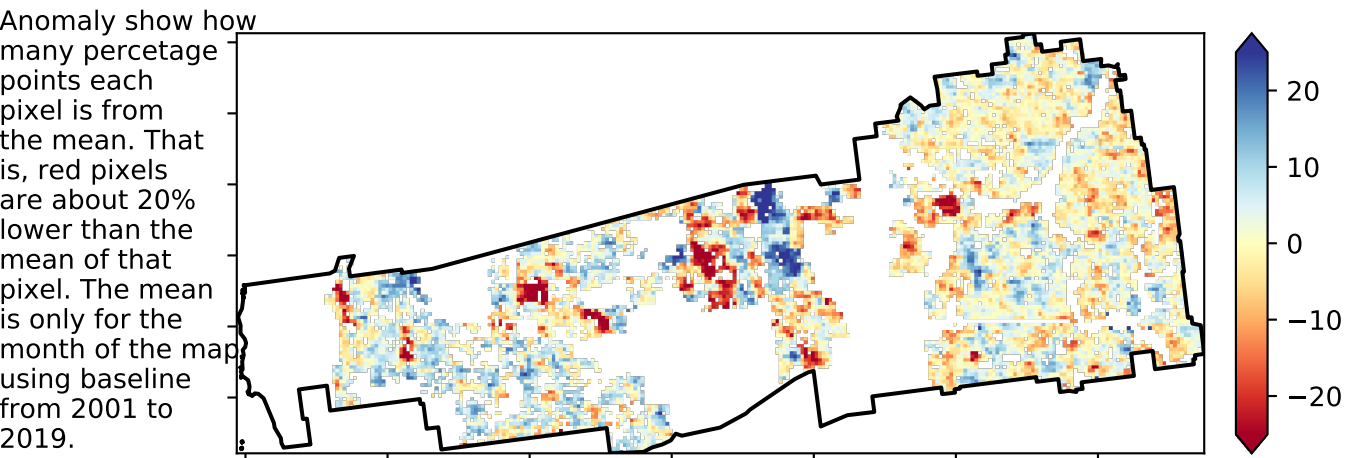 Anomaly show how
many percetage
points each
pixel is from
the mean. That
is, red pixels
are about 20%
lower than the
mean of that
pixel. The mean
is only for the
month of the map
using baseline
from 2001 to
2019.
20
10
0
−10
−20